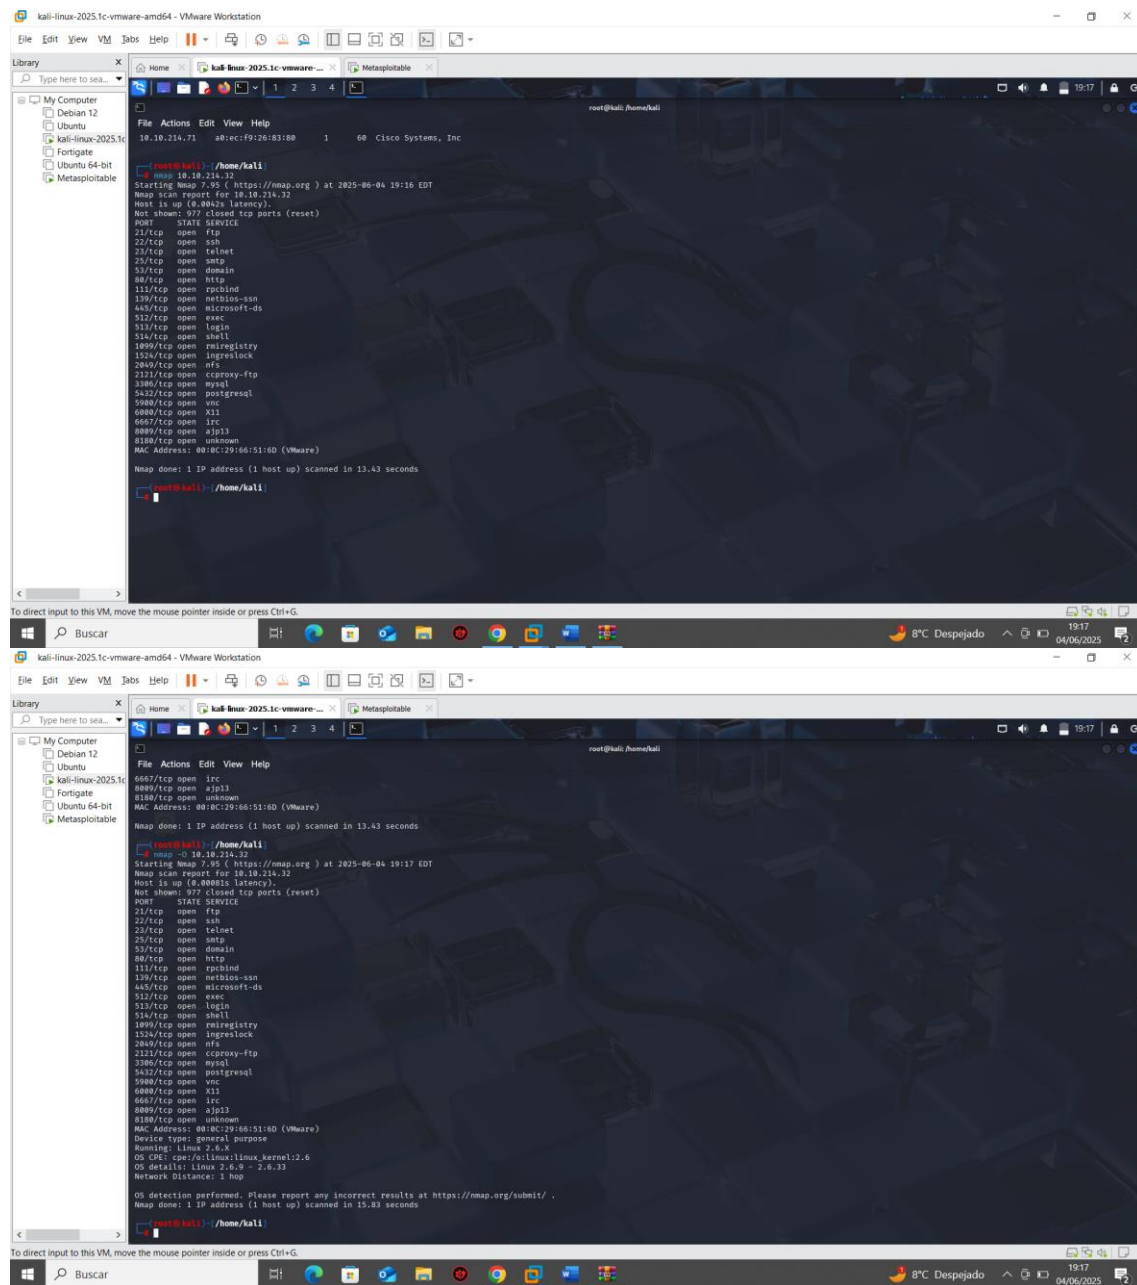 kali-linux-2025.1c-vmware-amd64 - VMware Workstation
File Edit View VM Tabs Help
Library X
Home
kali-linux-2025.1c-vmware-...
Metasploitable
Type here to sea...
1 2 3 4
19:17
My Computer
Debian 12
Ubuntu
kali-linux-2025.1c
Fortigate
Ubuntu 64-bit
Metasploitable
root@kali: /home/kali
File Actions Edit View Help
10.10.214.71 a0:ec:f9:26:83:80 1 60 Cisco Systems, Inc
(root㉿kali)-[/home/kali]
# nmap 10.10.214.32
Starting Nmap 7.95 ( https://nmap.org ) at 2025-06-04 19:16 EDT
Nmap scan report for 10.10.214.32
Host is up (0.0042s latency).
Not shown: 977 closed tcp ports (reset)
PORT STATE SERVICE
21/tcp open ftp
22/tcp open ssh
23/tcp open telnet
25/tcp open smtp
53/tcp open domain
80/tcp open http
111/tcp open rpcbind
139/tcp open netbios-ssn
445/tcp open microsoft-ds
512/tcp open exec
513/tcp open login
514/tcp open shell
1099/tcp open rmiregistry
1524/tcp open ingreslock
2049/tcp open nfs
2121/tcp open ccproxy-ftp
3306/tcp open mysql
5432/tcp open postgresql
5900/tcp open vnc
6000/tcp open X11
6667/tcp open irc
8009/tcp open ajp13
8180/tcp open unknown
MAC Address: 00:0C:29:66:51:6D (VMware)
Nmap done: 1 IP address (1 host up) scanned in 13.43 seconds
(root㉿kali)-[/home/kali]
#
To direct input to this VM, move the mouse pointer inside or press Ctrl+G.
Buscar
8°C Despejado
19:17
04/06/2025
2
kali-linux-2025.1c-vmware-amd64 - VMware Workstation
File Edit View VM Tabs Help
Library X
Home
kali-linux-2025.1c-vmware-...
Metasploitable
Type here to sea...
1 2 3 4
19:17
My Computer
Debian 12
Ubuntu
kali-linux-2025.1c
Fortigate
Ubuntu 64-bit
Metasploitable
root@kali: /home/kali
File Actions Edit View Help
6667/tcp open irc
8009/tcp open ajp13
8180/tcp open unknown
MAC Address: 00:0C:29:66:51:6D (VMware)
Nmap done: 1 IP address (1 host up) scanned in 13.43 seconds
(root㉿kali)-[/home/kali]
# nmap -O 10.10.214.32
Starting Nmap 7.95 ( https://nmap.org ) at 2025-06-04 19:17 EDT
Nmap scan report for 10.10.214.32
Host is up (0.00081s latency).
Not shown: 977 closed tcp ports (reset)
PORT STATE SERVICE
21/tcp open ftp
22/tcp open ssh
23/tcp open telnet
25/tcp open smtp
53/tcp open domain
80/tcp open http
111/tcp open rpcbind
139/tcp open netbios-ssn
445/tcp open microsoft-ds
512/tcp open exec
513/tcp open login
514/tcp open shell
1099/tcp open rmiregistry
1524/tcp open ingreslock
2049/tcp open nfs
2121/tcp open ccproxy-ftp
3306/tcp open mysql
5432/tcp open postgresql
5900/tcp open vnc
6000/tcp open X11
6667/tcp open irc
8009/tcp open ajp13
8180/tcp open unknown
MAC Address: 00:0C:29:66:51:6D (VMware)
Device type: general purpose
Running: Linux 2.6.X
OS CPE: cpe:/o:linux:linux_kernel:2.6
OS details: Linux 2.6.9 - 2.6.33
Network Distance: 1 hop
OS detection performed. Please report any incorrect results at https://nmap.org/submit/ .
Nmap done: 1 IP address (1 host up) scanned in 15.83 seconds
(root㉿kali)-[/home/kali]
#
To direct input to this VM, move the mouse pointer inside or press Ctrl+G.
Buscar
8°C Despejado
19:17
04/06/2025
2